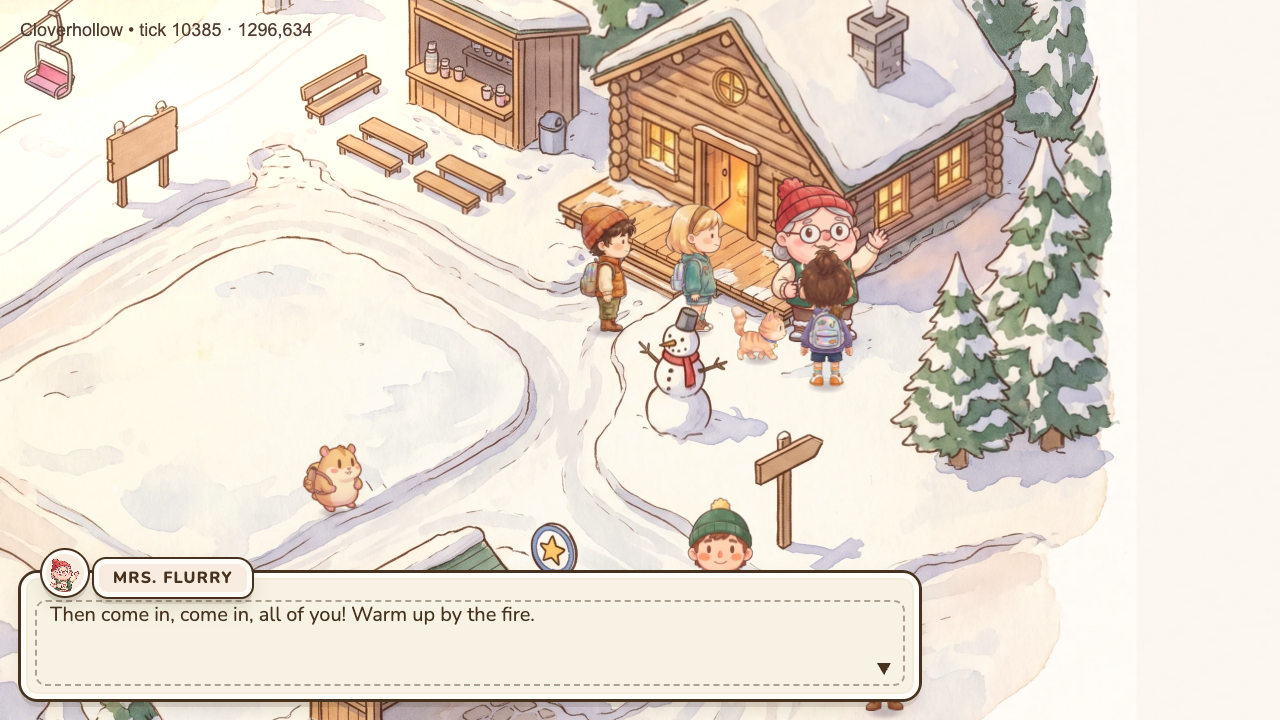 Cloverhollow • tick 10385 · 1296,634
MRS. FLURRY
Then come in, come in, all of you! Warm up by the fire.